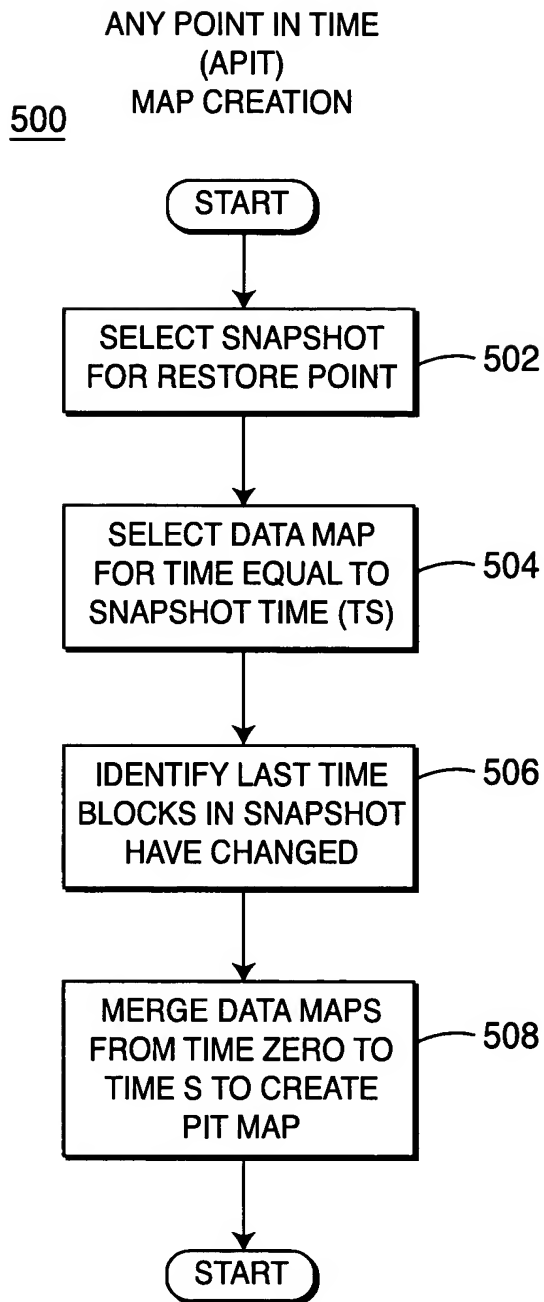 ANY POINT IN TIME
(APIT)
MAP CREATION
500
START
SELECT SNAPSHOT
FOR RESTORE POINT
502
SELECT DATA MAP
FOR TIME EQUAL TO
SNAPSHOT TIME (TS)
504
IDENTIFY LAST TIME
BLOCKS IN SNAPSHOT
HAVE CHANGED
506
MERGE DATA MAPS
FROM TIME ZERO TO
TIME S TO CREATE
PIT MAP
508
START